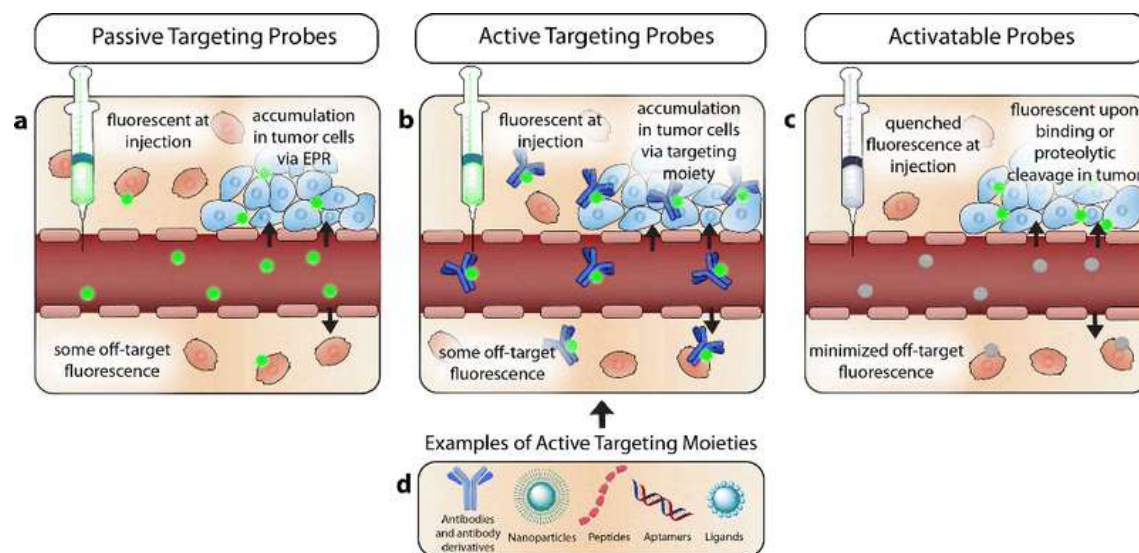 Passive Targeting Probes
Active Targeting Probes
Activatable Probes
a
fluorescent at
injection
accumulation
in tumor cells
via EPR
some off-target
fluorescence
b
fluorescent at
injection
accumulation
in tumor cells
via targeting
moiety
some off-target
fluorescence
c
quenched
fluorescence at
injection
fluorescent upon
binding or
proteolytic
cleavage in tumor
minimized off-target
fluorescence
Examples of Active Targeting Moieties
d
Antibodies
and antibody
derivatives
Nanoparticles
Peptides
Aptamers
Ligands